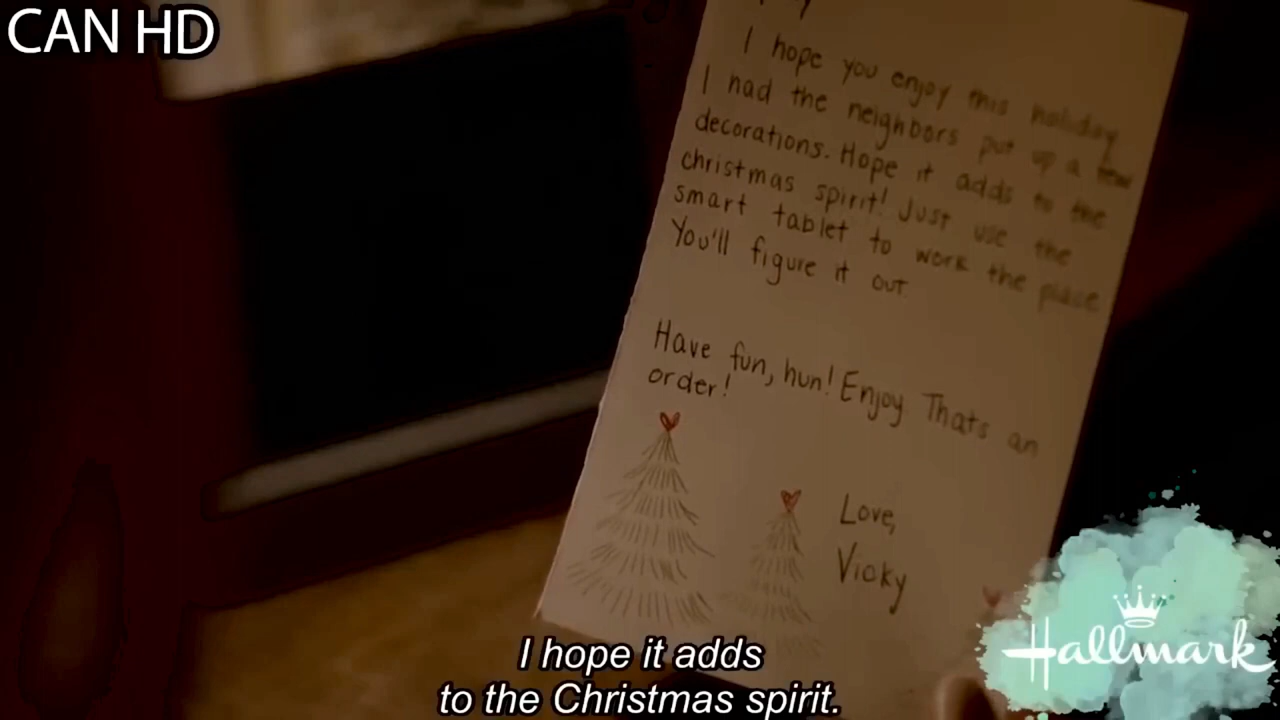 CAN HD
I hope you enjoy this holiday
I had the neighbors put up a few
decorations. Hope it adds to the
christmas spirit! Just use the
smart tablet to work the place
You'll figure it out.
Have fun, hun! Enjoy. Thats an
order!
Love,
Vicky
I hope it adds
to the Christmas spirit.
Hallmark